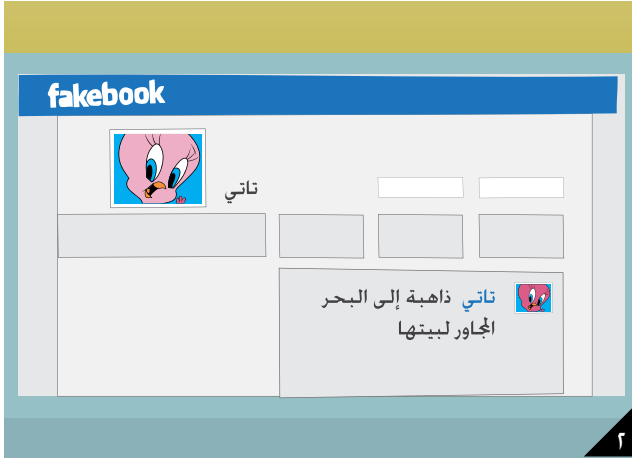 fakebook
تاتي
تاتي ذاهبة إلى البحر
المجاور لبيتها
٢